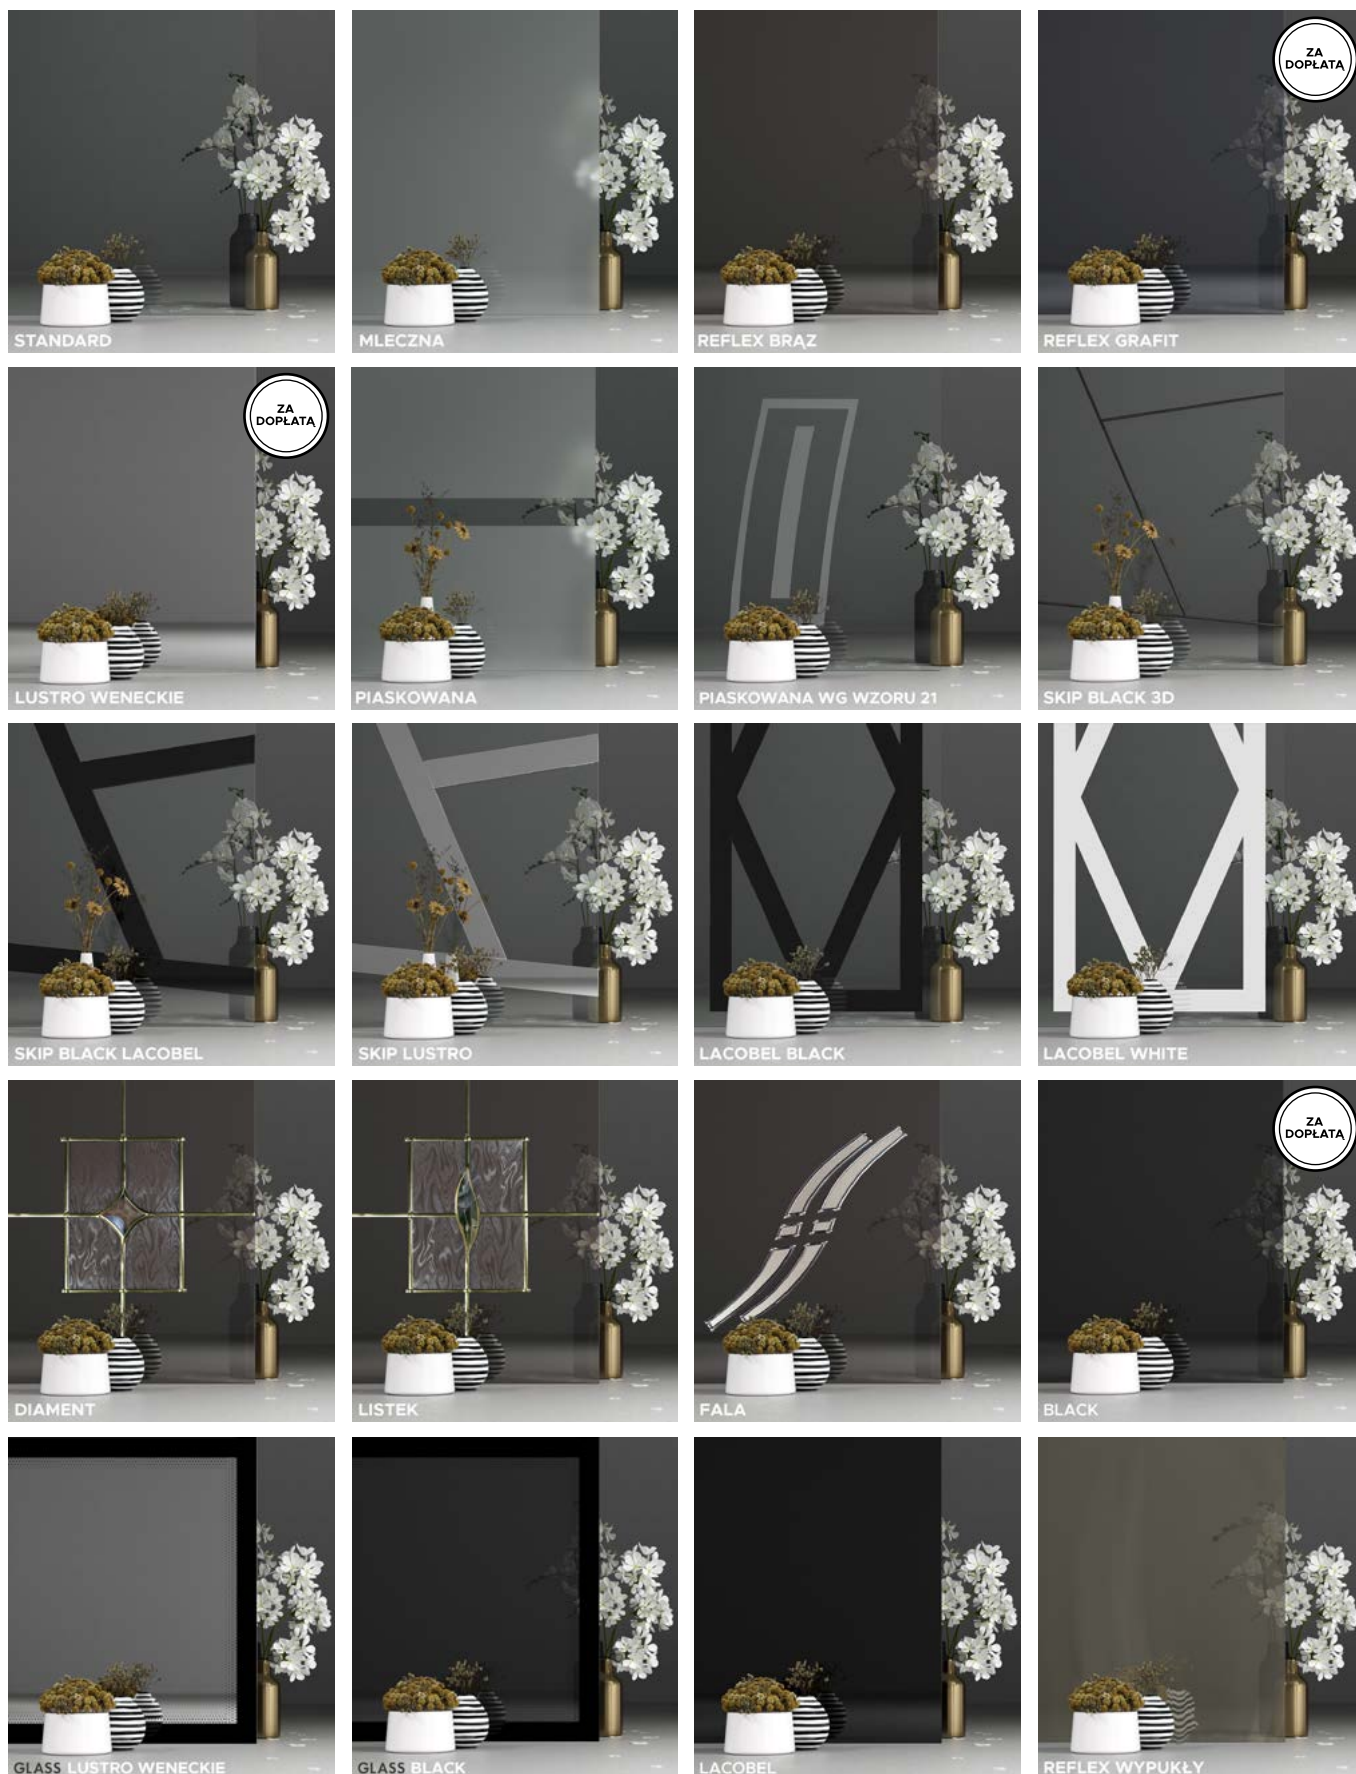 STANDARD
MLECZNA
REFLEX BRĄZ
ZA
DOPŁATĄ
REFLEX GRAFIT
ZA
DOPŁATĄ
LUSTRO WENECKIE
PIASKOWANA
PIASKOWANA WG WZORU 21
SKIP BLACK 3D
SKIP BLACK LACOBEL
SKIP LUSTRO
LACOBEL BLACK
LACOBEL WHITE
DIAMENT
LISTEK
FALA
ZA
DOPŁATĄ
BLACK
GLASS LUSTRO WENECKIE
GLASS BLACK
LACOBEL
REFLEX WYPUKŁY